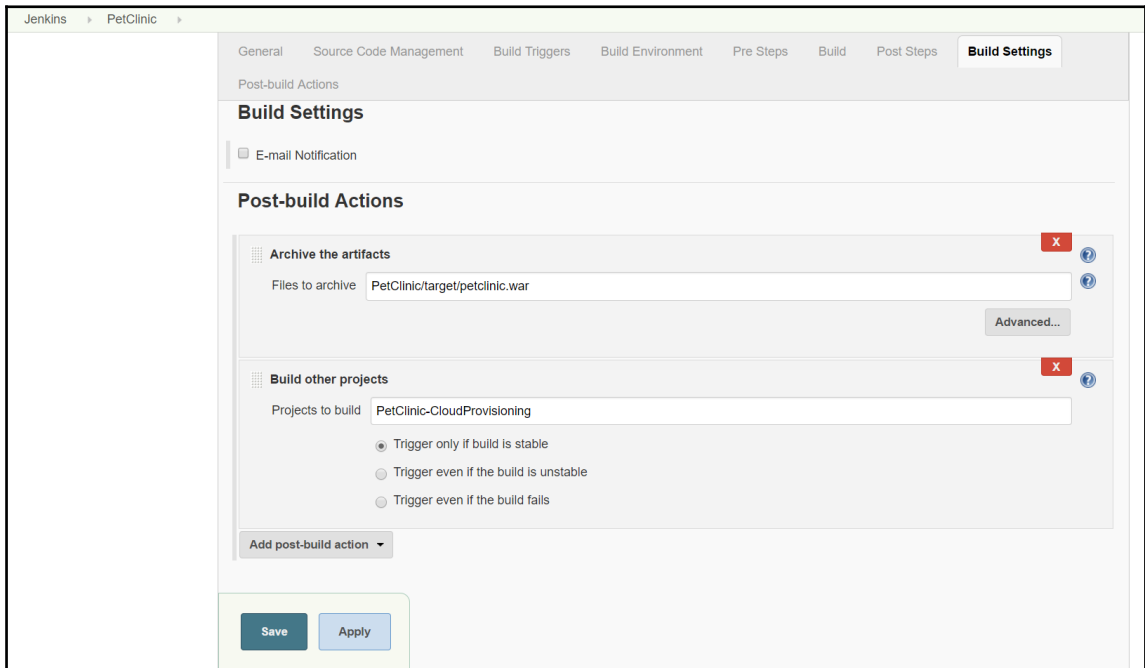 Jenkins PetClinic
General Source Code Management Build Triggers Build Environment Pre Steps Build Post Steps Build Settings
Post-build Actions
Build Settings
E-mail Notification
Post-build Actions
X
Archive the artifacts ?
Files to archive PetClinic/target/petclinic.war ?
Advanced...
X
Build other projects ?
Projects to build PetClinic-CloudProvisioning
Trigger only if build is stable
Trigger even if the build is unstable
Trigger even if the build fails
Add post-build action
Save Apply